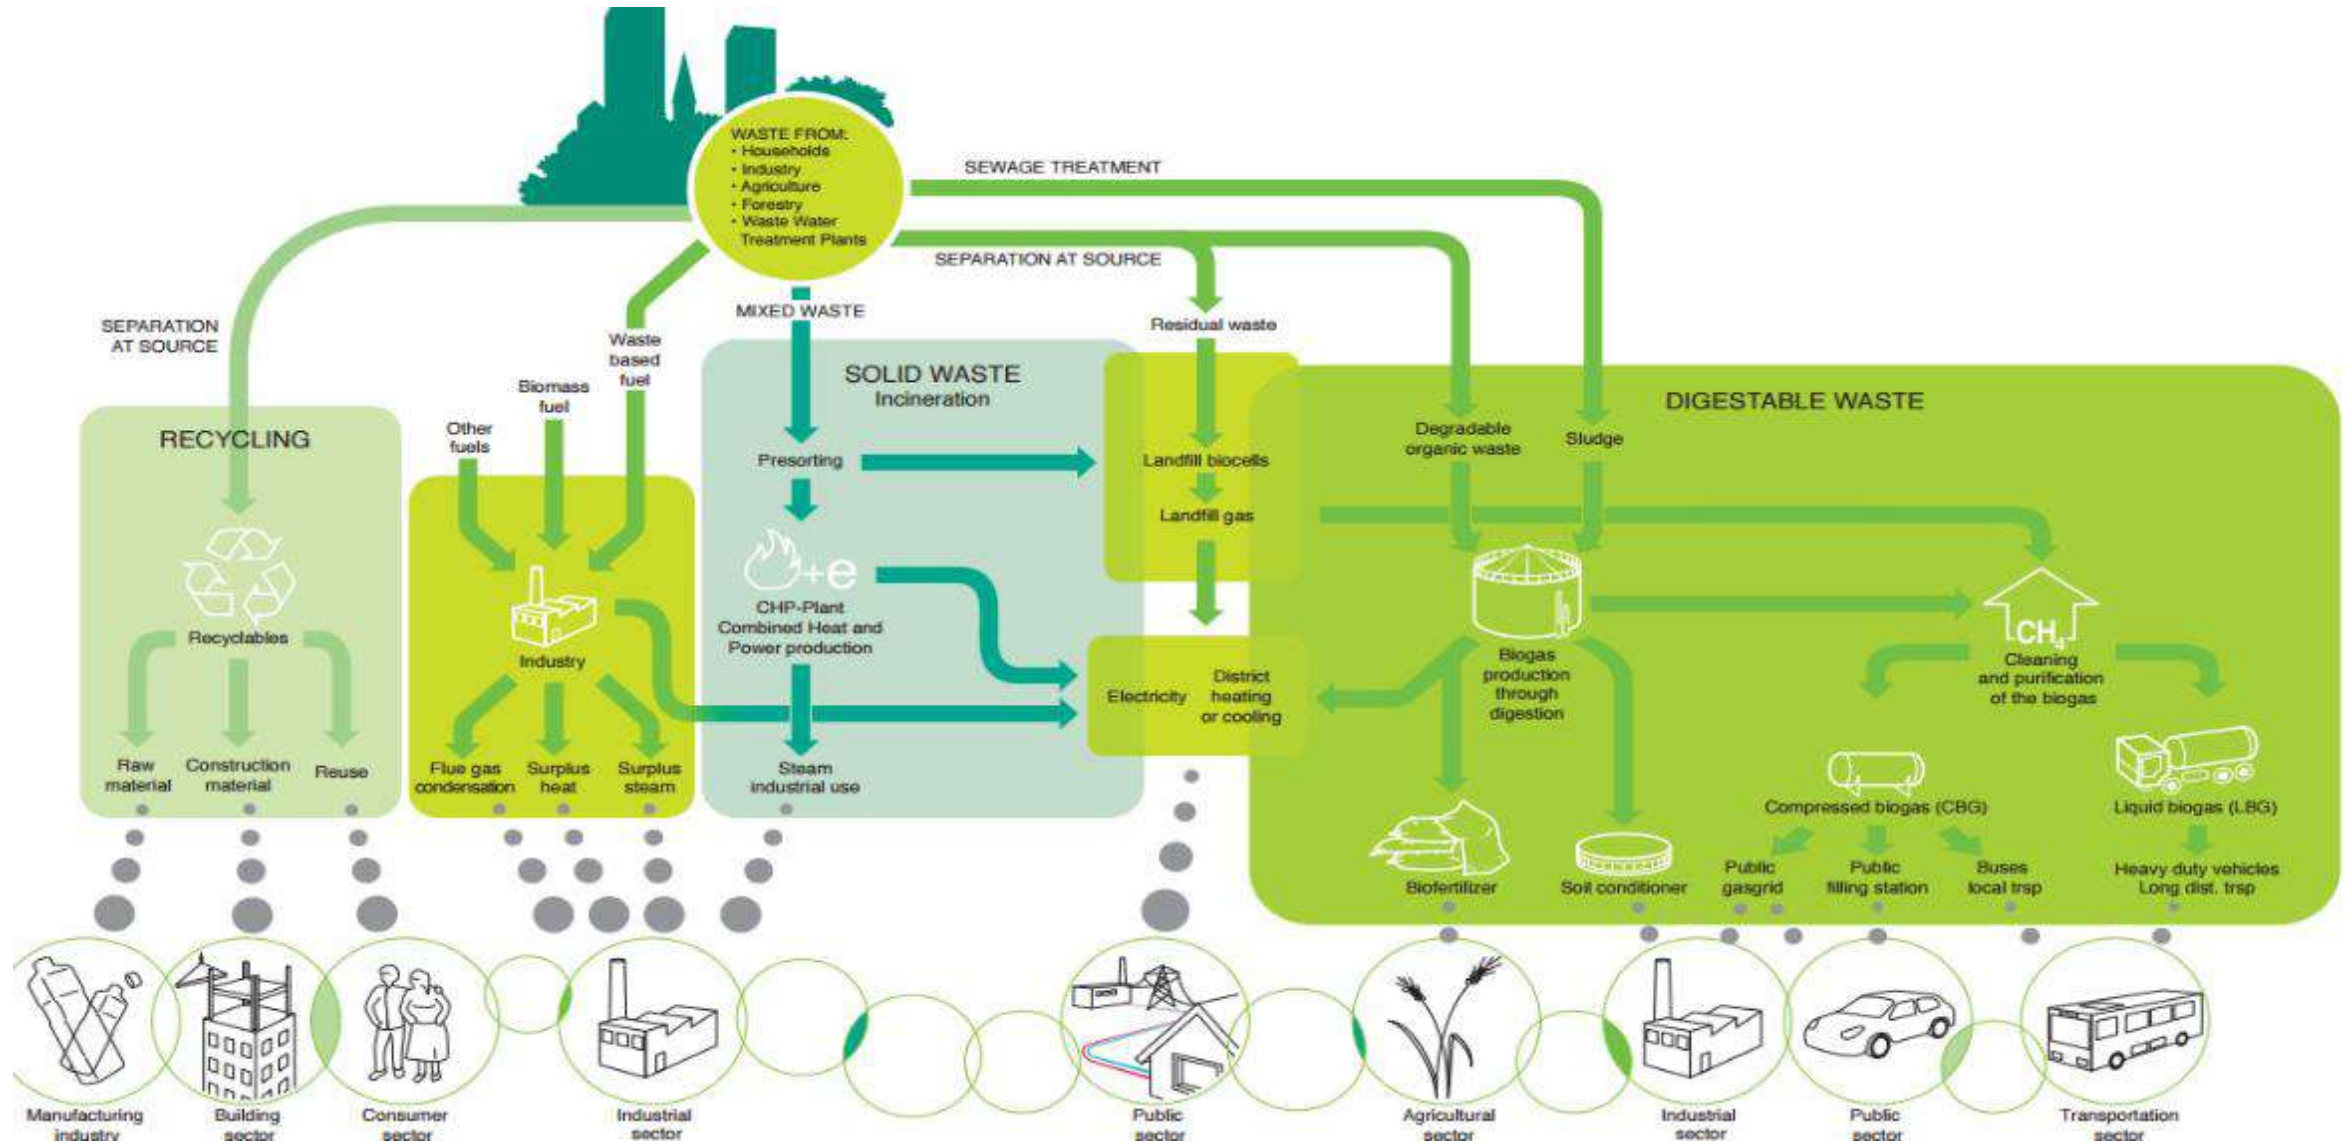 WASTE FROM:
• Households
• Industry
• Agriculture
• Forestry
• Waste Water
Treatment Plants
SEWAGE TREATMENT
SEPARATION AT SOURCE
SEPARATION
AT SOURCE
MIXED WASTE
Residual waste
Waste
based
fuel
Biomass
fuel
Other
fuels
RECYCLING
Recyclables
Raw
material
Construction
material
Reuse
Industry
Flue gas
condensation
Surplus
heat
Surplus
steam
SOLID WASTE
Incineration
Presorting
+e
CHP-Plant
Combined Heat and
Power production
Steam
industrial use
Landfill biocells
Landfill gas
Electricity
District
heating
or cooling
DIGESTABLE WASTE
Degradable
organic waste
Sludge
Biogas
production
through
digestion
CH4
Cleaning
and purification
of the biogas
Biofertilizer
Soil conditioner
Compressed biogas (CBG)
Liquid biogas (LBG)
Public
gasgrid
Public
filling station
Buses
local trsp
Heavy duty vehicles
Long dist. trsp
Manufacturing
industry
Building
sector
Consumer
sector
Industrial
sector
Public
sector
Agricultural
sector
Industrial
sector
Public
sector
Transportation
sector